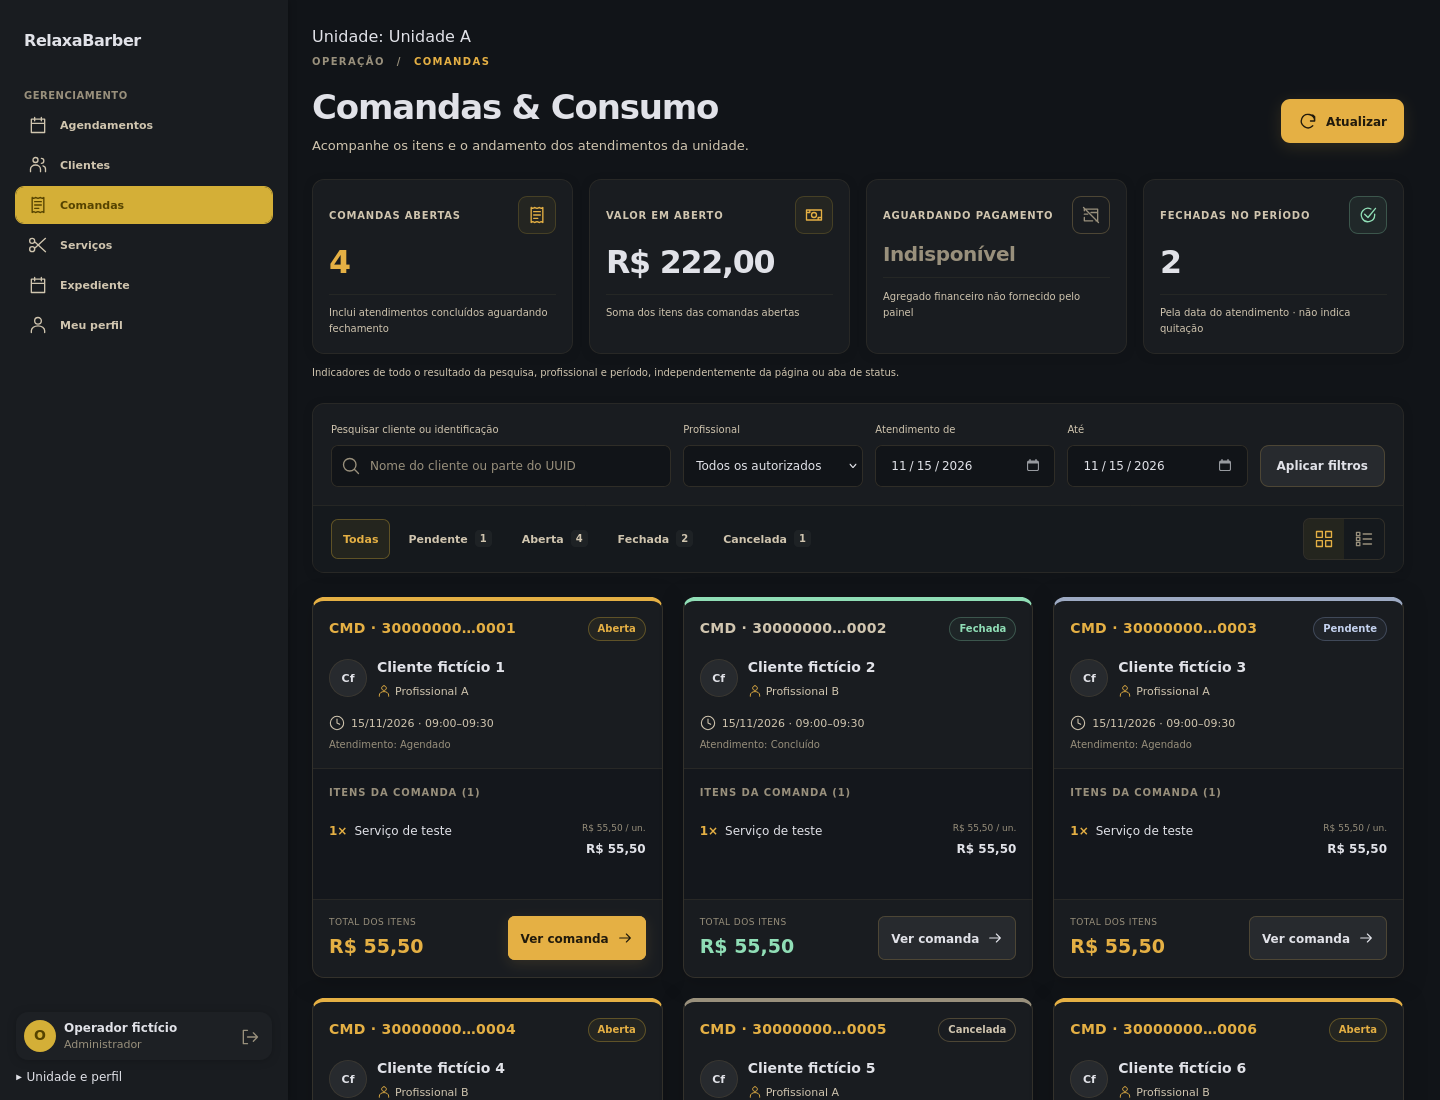 RelaxaBarber
GERENCIAMENTO
Agendamentos
Clientes
Comandas
Serviços
Expediente
Meu perfil
O
Operador fictício
Administrador
▸ Unidade e perfil
Unidade: Unidade A
OPERAÇÃO / COMANDAS
Comandas & Consumo
Acompanhe os itens e o andamento dos atendimentos da unidade.
Atualizar
COMANDAS ABERTAS
4
Inclui atendimentos concluídos aguardando
fechamento
VALOR EM ABERTO
R$ 222,00
Soma dos itens das comandas abertas
AGUARDANDO PAGAMENTO
Indisponível
Agregado financeiro não fornecido pelo
painel
FECHADAS NO PERÍODO
2
Pela data do atendimento · não indica
quitação
Indicadores de todo o resultado da pesquisa, profissional e período, independentemente da página ou aba de status.
Pesquisar cliente ou identificação
Nome do cliente ou parte do UUID
Profissional
Todos os autorizados
Atendimento de
11/15/2026
Até
11/15/2026
Aplicar filtros
Todas
Pendente 1
Aberta 4
Fechada 2
Cancelada 1
CMD · 30000000…0001
Aberta
Cf
Cliente fictício 1
Profissional A
15/11/2026 · 09:00–09:30
Atendimento: Agendado
ITENS DA COMANDA (1)
1× Serviço de teste
R$ 55,50 / un.
R$ 55,50
TOTAL DOS ITENS
R$ 55,50
Ver comanda
CMD · 30000000…0002
Fechada
Cf
Cliente fictício 2
Profissional B
15/11/2026 · 09:00–09:30
Atendimento: Concluído
ITENS DA COMANDA (1)
1× Serviço de teste
R$ 55,50 / un.
R$ 55,50
TOTAL DOS ITENS
R$ 55,50
Ver comanda
CMD · 30000000…0003
Pendente
Cf
Cliente fictício 3
Profissional A
15/11/2026 · 09:00–09:30
Atendimento: Agendado
ITENS DA COMANDA (1)
1× Serviço de teste
R$ 55,50 / un.
R$ 55,50
TOTAL DOS ITENS
R$ 55,50
Ver comanda
CMD · 30000000…0004
Aberta
Cf
Cliente fictício 4
Profissional B
CMD · 30000000…0005
Cancelada
Cf
Cliente fictício 5
Profissional A
CMD · 30000000…0006
Aberta
Cf
Cliente fictício 6
Profissional B